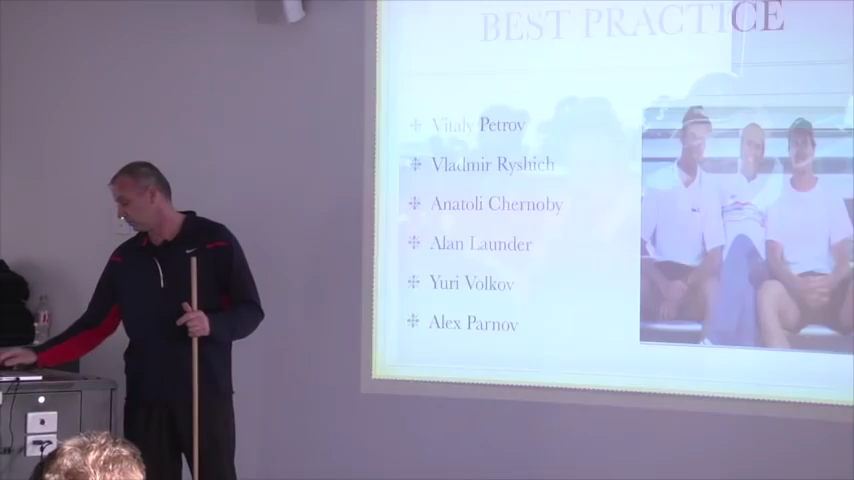 BEST PRACTICE
Vitaly Petrov
Vladmir Ryshich
Anatoli Chernoby
Alan Launder
Yuri Volkov
Alex Parnov